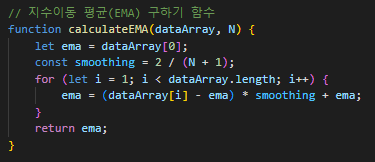 // 지수이동 평균(EMA) 구하기 함수
function calculateEMA(dataArray, N) {
    let ema = dataArray[0];
    const smoothing = 2 / (N + 1);
    for (let i = 1; i < dataArray.length; i++) {
        ema = (dataArray[i] - ema) * smoothing + ema;
    }
    return ema;
}